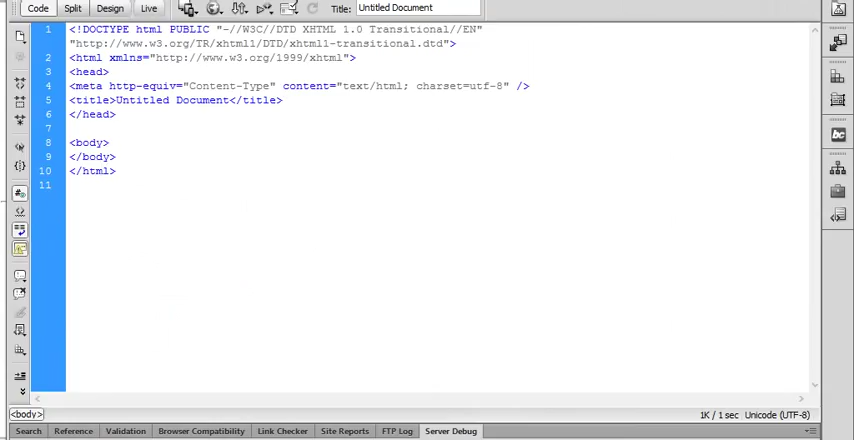 Code Split Design Live Title: Untitled Document
1 <!DOCTYPE html PUBLIC "-//W3C//DTD XHTML 1.0 Transitional//EN"
"http://www.w3.org/TR/xhtml1/DTD/xhtml1-transitional.dtd">
2 <html xmlns="http://www.w3.org/1999/xhtml">
3 <head>
4 <meta http-equiv="Content-Type" content="text/html; charset=utf-8" />
5 <title>Untitled Document</title>
6 </head>
7
8 <body>
9 </body>
10 </html>
11
<body> 1K / 1 sec Unicode (UTF-8)
Search Reference Validation Browser Compatibility Link Checker Site Reports FTP Log Server Debug